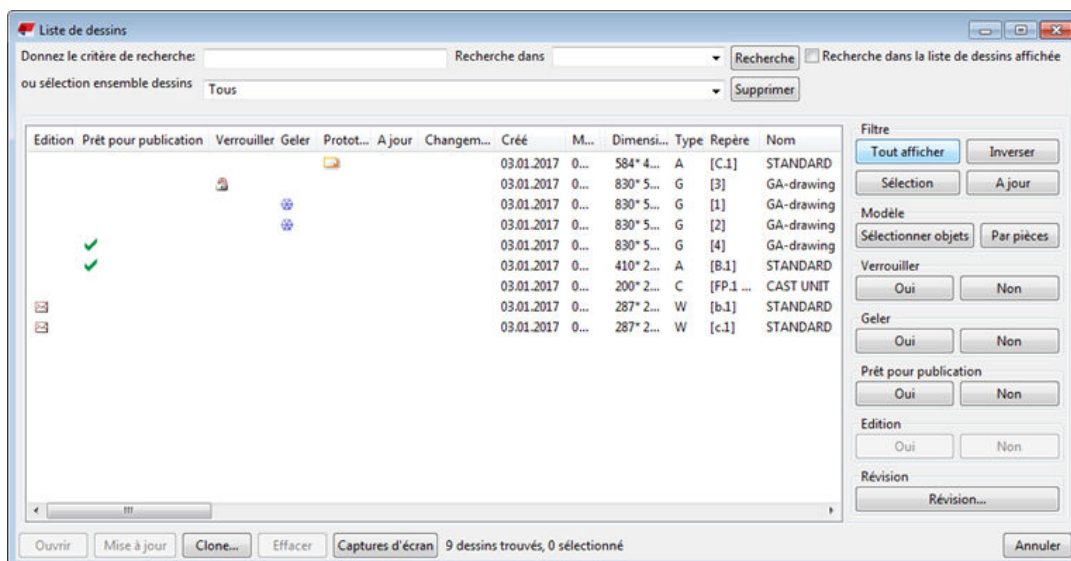 Liste de dessins
Donnez le critère de recherche: Recherche dans Recherche Recherche dans la liste de dessins affichée
ou sélection ensemble dessins Tous Supprimer
Edition Prêt pour publication Verrouiller Geler Protot... A jour Changem... Créé M... Dimensi... Type Repère Nom
03.01.2017 0... 584* 4... A [C.1] STANDARD
03.01.2017 0... 830* 5... G [3] GA-drawing
03.01.2017 0... 830* 5... G [1] GA-drawing
03.01.2017 0... 830* 5... G [2] GA-drawing
03.01.2017 0... 830* 5... G [4] GA-drawing
03.01.2017 0... 410* 2... A [B.1] STANDARD
03.01.2017 0... 200* 2... C [FP.1 ... CAST UNIT
03.01.2017 0... 287* 2... W [b.1] STANDARD
03.01.2017 0... 287* 2... W [c.1] STANDARD
Filtre
Tout afficher Inverser
Sélection A jour
Modèle
Sélectionner objets Par pièces
Verrouiller
Oui Non
Geler
Oui Non
Prêt pour publication
Oui Non
Edition
Oui Non
Révision
Révision...
Ouvrir Mise à jour Clone... Effacer Captures d'écran 9 dessins trouvés, 0 sélectionné Annuler